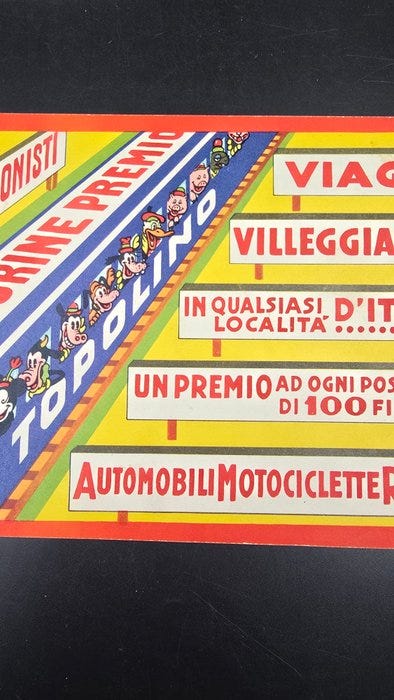 ONISTI
RINE PREMIO
TOPOLINO
VIAG
VILLEGGIA
IN QUALSIASI D'IT
LOCALITÀ ......
UN PREMIO AD OGNI POS
DI 100 FI
AUTOMOBILI MOTOCICLETTE R